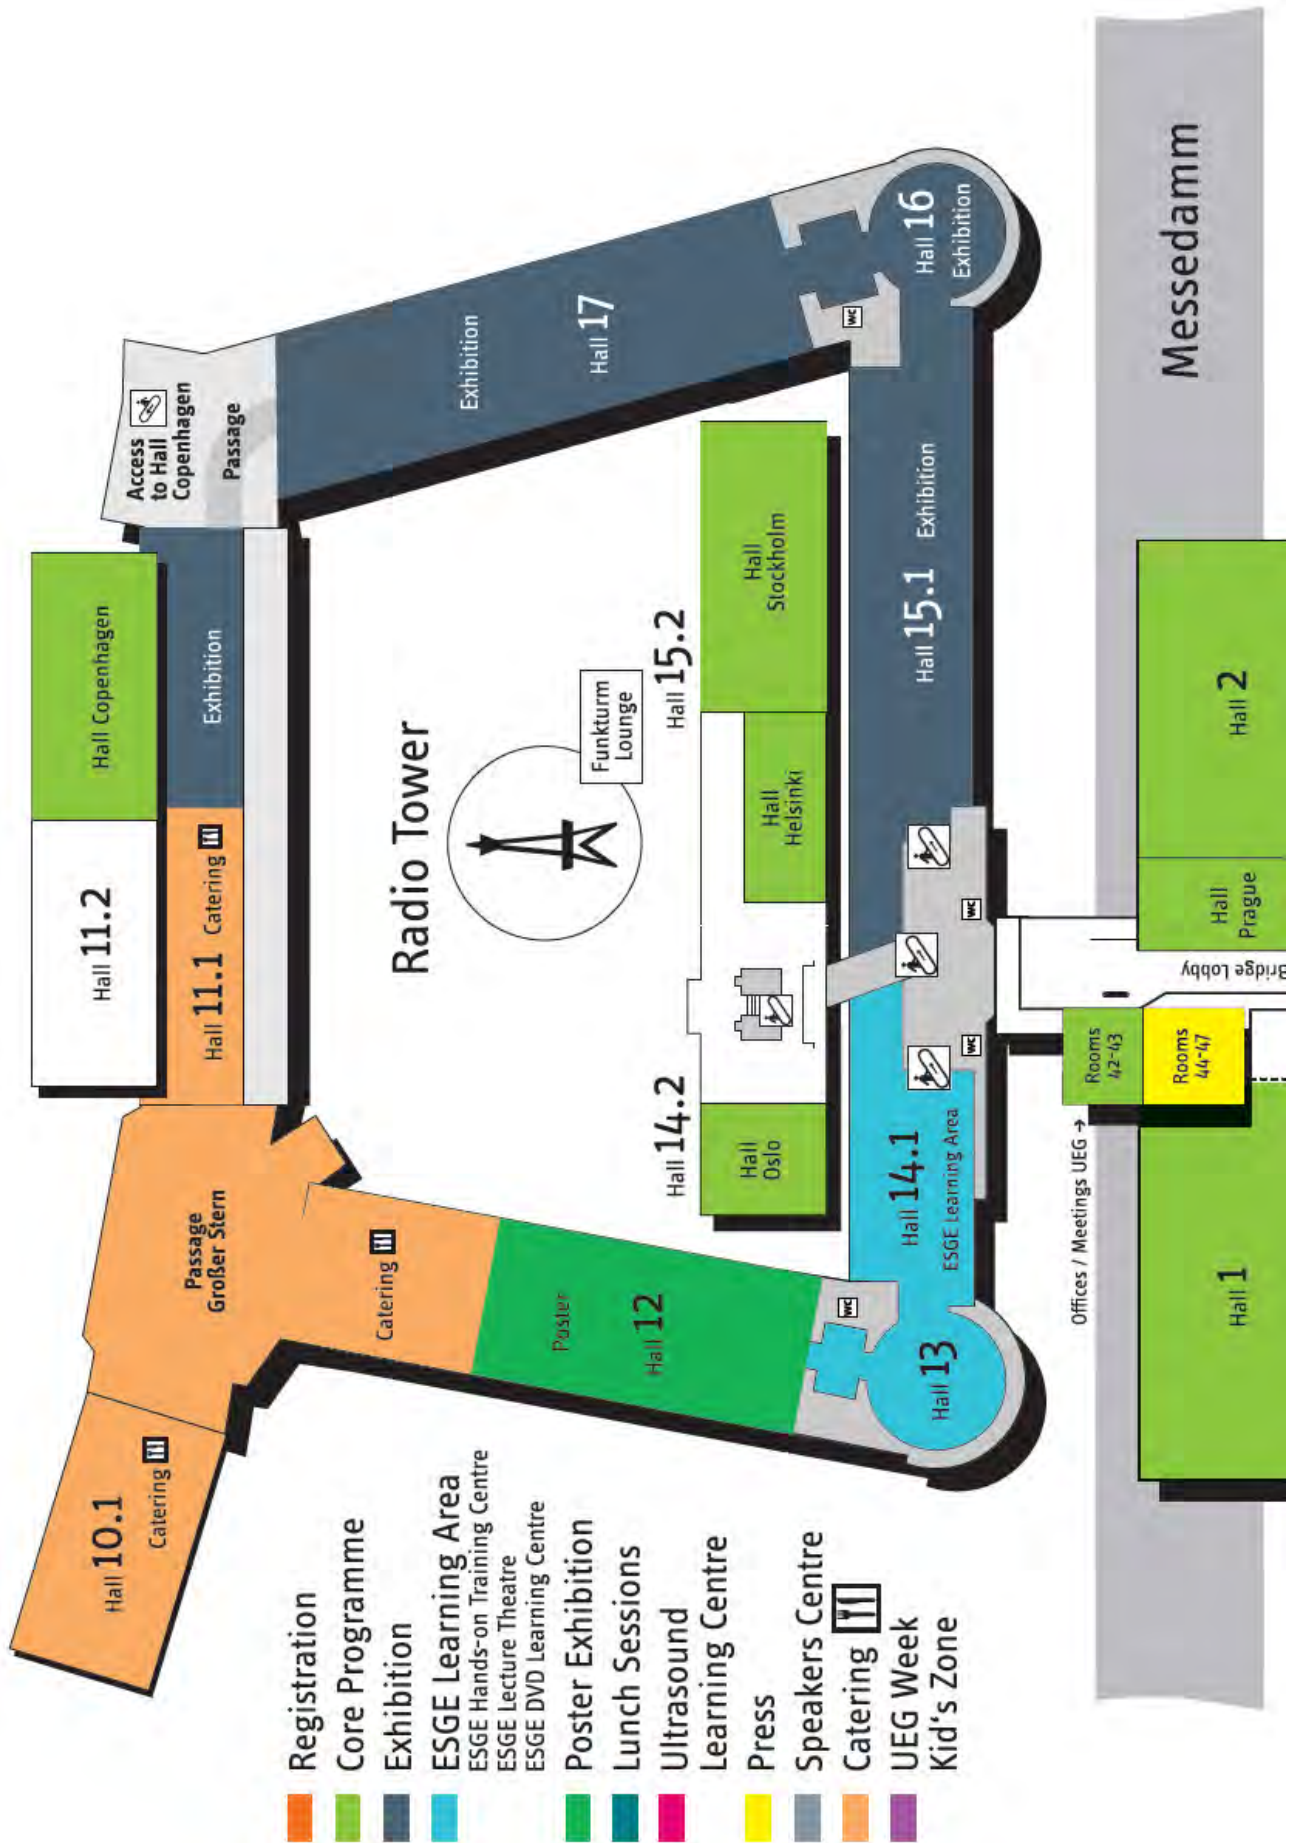 Registration
Core Programme
Exhibition
ESGE Learning Area
ESGE Hands-on Training Centre
ESGE Lecture Theatre
ESGE DVD Learning Centre
Poster Exhibition
Lunch Sessions
Ultrasound
Learning Centre
Press
Speakers Centre
Catering
UEG Week
Kid's Zone
Hall 10.1
Catering
Passage
Großer Stern
Catering
Poster
Hall 12
Hall 13
Hall 11.2
Hall 11.1 Catering
Hall Copenhagen
Exhibition
Access
to Hall
Copenhagen
Passage
Exhibition
Hall 17
Radio Tower
Funkturm
Lounge
Hall 14.2
Hall
Oslo
Hall 15.2
Hall
Helsinki
Hall
Stockholm
Hall 14.1
ESGE Learning Area
Hall 15.1 Exhibition
Hall 16
Exhibition
WC
WC
WC
WC
Offices / Meetings UEG →
Rooms
42-43
Rooms
44-47
Bridge Lobby
Hall 1
Hall
Prague
Hall 2
Messedamm